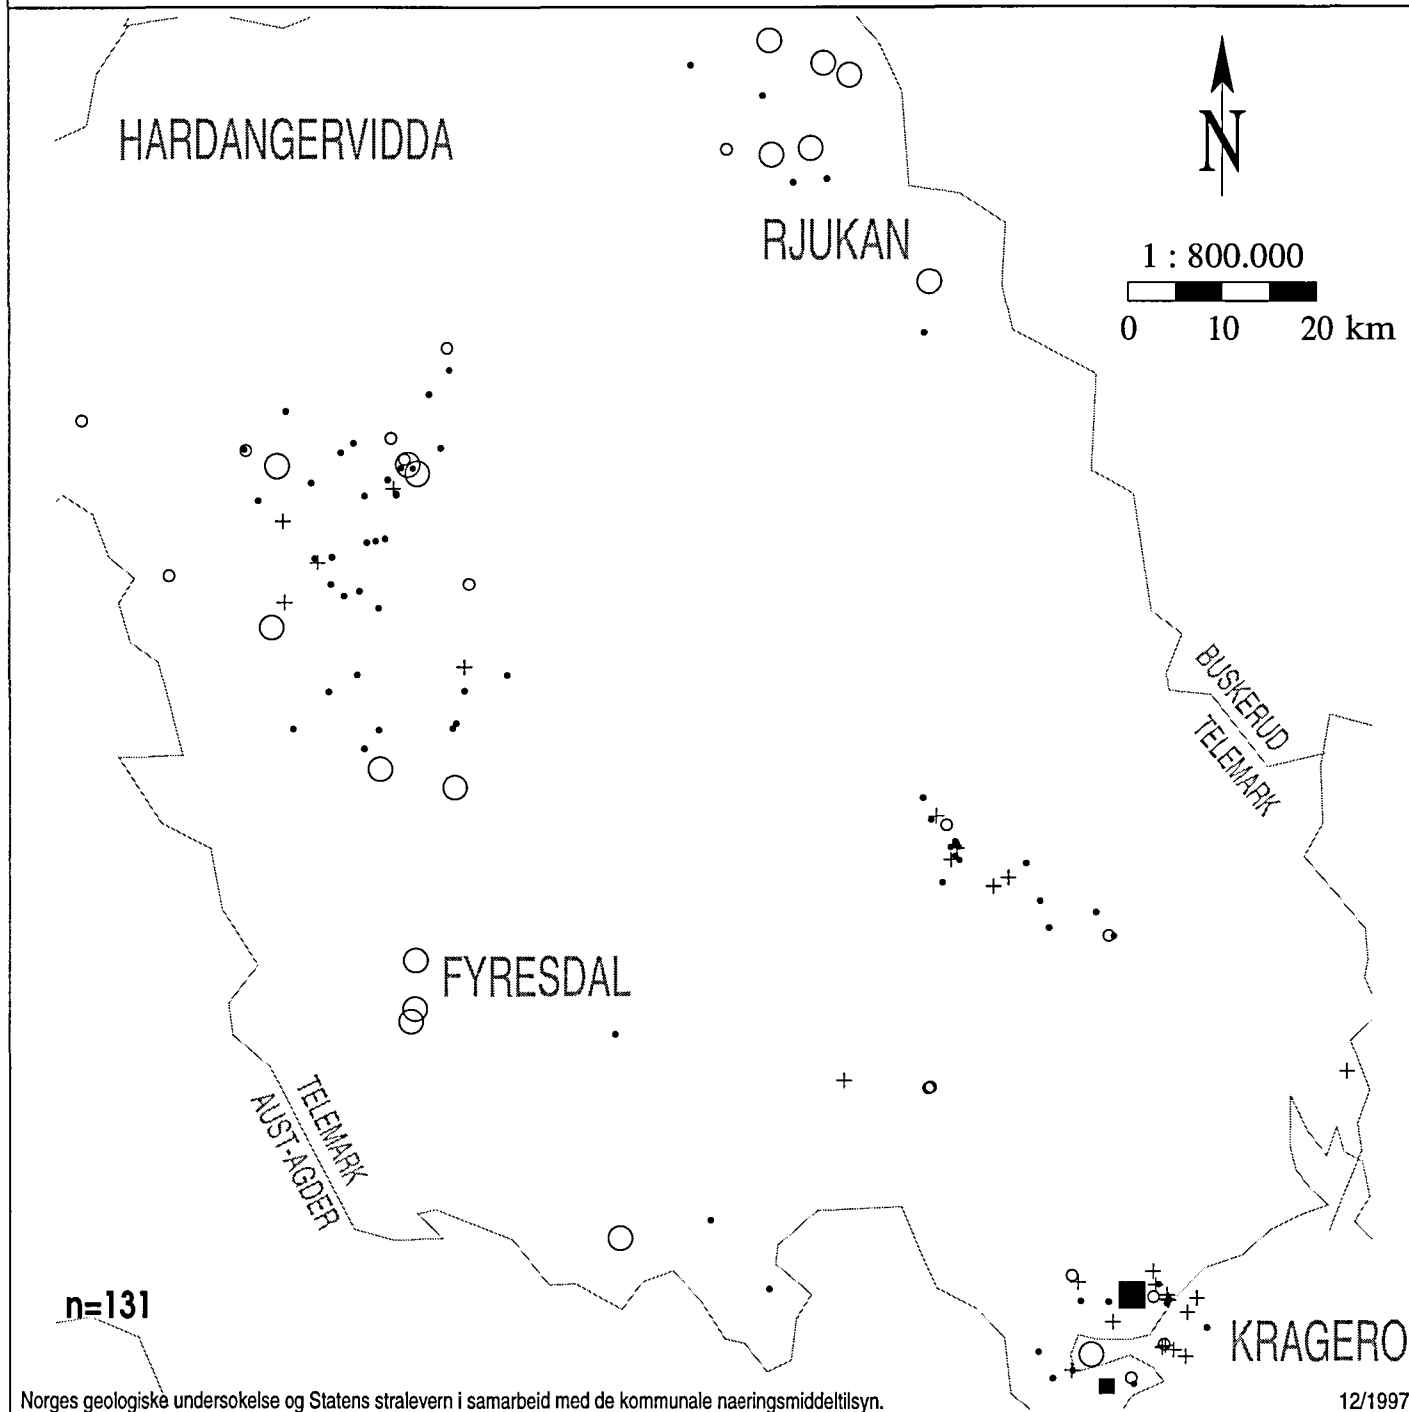 HARDANGERVIDDA
N
RJUKAN
1 : 800.000
0 10 20 km
BUSKERUD
TELEMARK
FYRESDAL
TELEMARK
AUST-AGDER
n=131
KRAGERO
Norges geologiske undersokelse og Statens stralevern i samarbeid med de kommunale naeringsmiddeltilsyn. 12/1997